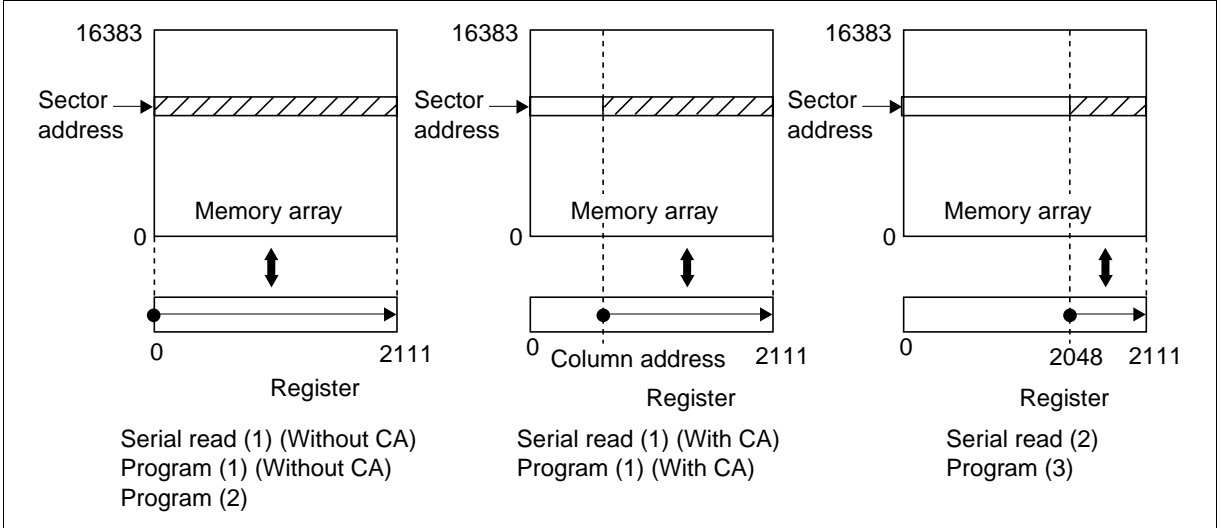 16383
Sector
address
Memory array
0
0
2111
Register
Serial read (1) (Without CA)
Program (1) (Without CA)
Program (2)
16383
Sector
address
Memory array
0
0
Column address
2111
Register
Serial read (1) (With CA)
Program (1) (With CA)
16383
Sector
address
Memory array
0
0
2048
2111
Register
Serial read (2)
Program (3)